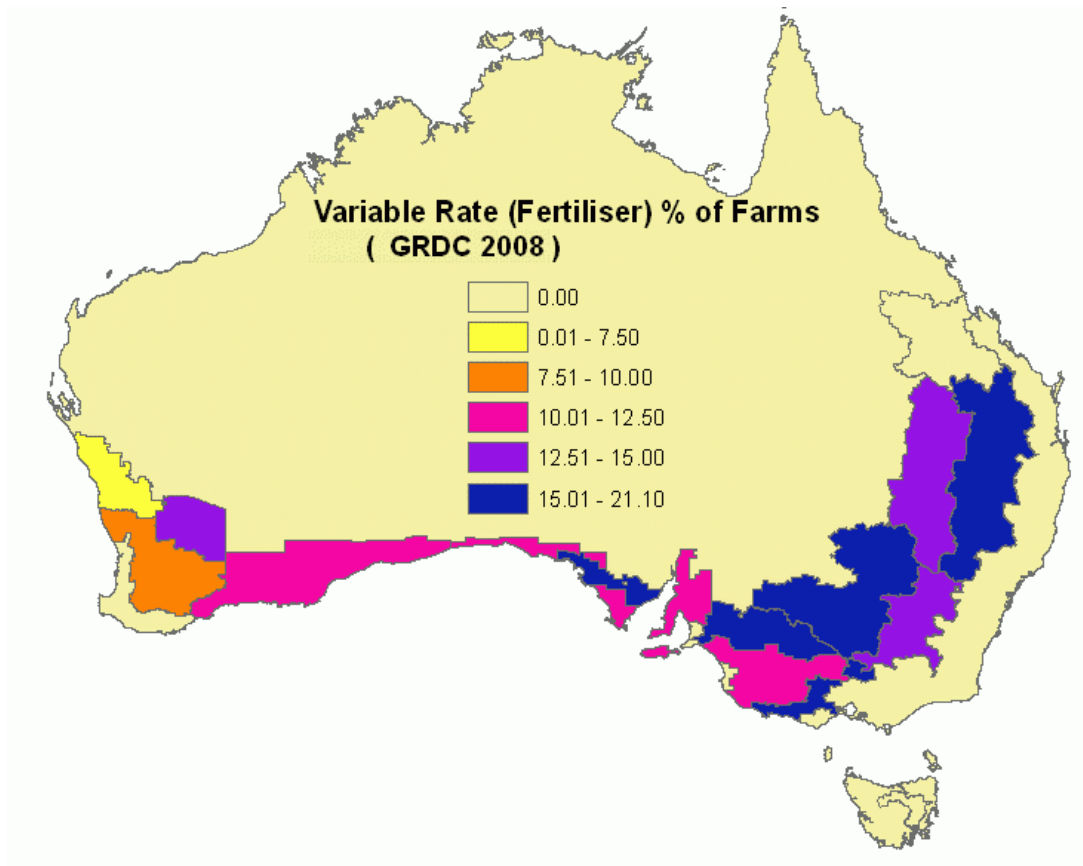 Variable Rate (Fertiliser) % of Farms
( GRDC 2008 )
0.00
0.01 - 7.50
7.51 - 10.00
10.01 - 12.50
12.51 - 15.00
15.01 - 21.10